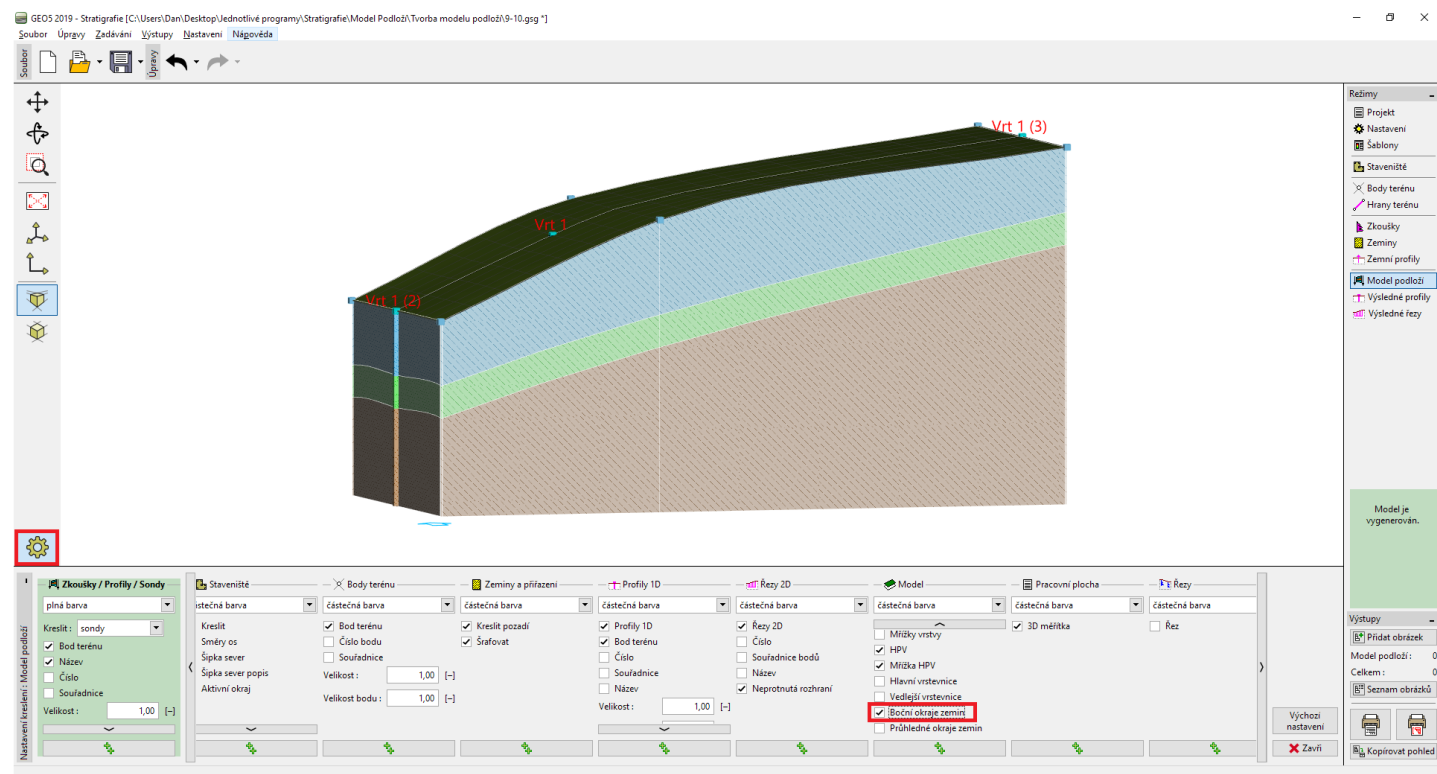 GEO5 2019 - Stratigrafie [C:\Users\Dan\Desktop\Jednotlivé programy\Stratigrafie\Model Podloží\Tvorba modelu podloží\9-10.gsg *]
Soubor Úpravy Zadávání Výstupy Nastavení Nápověda
Soubor
Úpravy
Vrt 1 (3)
Vrt 1
Vrt 1 (2)
Režimy
Projekt
Nastavení
Šablony
Staveniště
Body terénu
Hrany terénu
Zkoušky
Zeminy
Zemní profily
Model podloží
Výsledné profily
Výsledné řezy
Model je
vygenerován.
Nastavení kreslení : Model podloží
Zkoušky / Profily / Sondy
plná barva
Kreslit : sondy
Bod terénu
Název
Číslo
Souřadnice
Velikost : 1,00 [–]
Staveniště
ástečná barva
Kreslit
Směry os
Šipka sever
Šipka sever popis
Aktivní okraj
Body terénu
částečná barva
Bod terénu
Číslo bodu
Souřadnice
Velikost : 1,00 [–]
Velikost bodu : 1,00 [–]
Zeminy a přiřazení
částečná barva
Kreslit pozadí
Šrafovat
Profily 1D
částečná barva
Profily 1D
Bod terénu
Číslo
Souřadnice
Název
Velikost : 1,00 [–]
Řezy 2D
částečná barva
Řezy 2D
Číslo
Souřadnice bodů
Název
Neprotnutá rozhraní
Model
částečná barva
Mřížky vrstvy
HPV
Mřížka HPV
Hlavní vrstevnice
Vedlejší vrstevnice
Boční okraje zemin
Průhledné okraje zemin
Pracovní plocha
částečná barva
3D měřítka
Řezy
částečná barva
Řez
Výchozí
nastavení
Zavři
Výstupy
Přidat obrázek
Model podloží : 0
Celkem : 0
Seznam obrázků
Kopírovat pohled